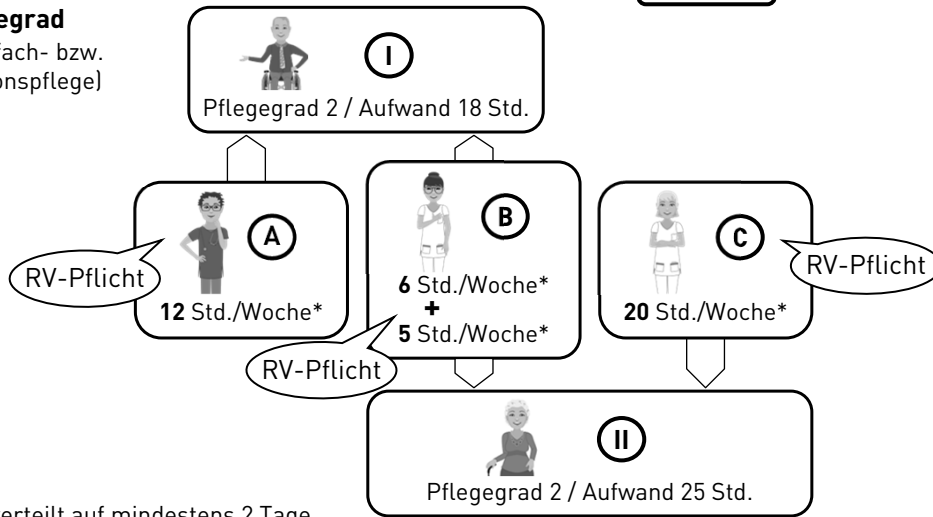 egrad
fach- bzw.
onspflege)
I
Pflegegrad 2 / Aufwand 18 Std.
A
12 Std./Woche*
RV-Pflicht
B
6 Std./Woche*
+
5 Std./Woche*
RV-Pflicht
C
20 Std./Woche*
RV-Pflicht
II
Pflegegrad 2 / Aufwand 25 Std.
erteilt auf mindestens 2 Tage